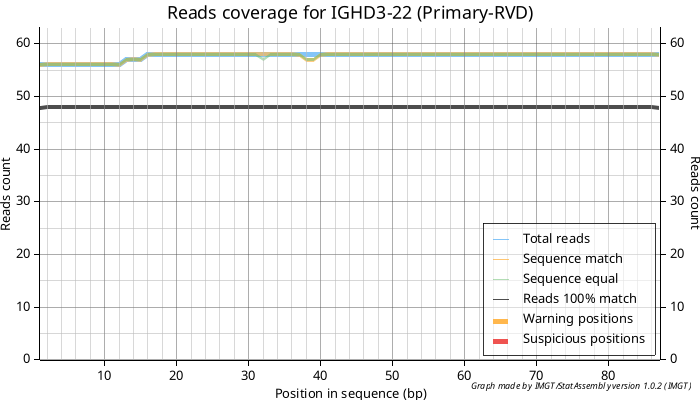 Reads coverage for IGHD3-22 (Primary-RVD)
60
60
50
50
40
40
30
30
20
20
10
10
0
0
Reads count
Reads count
Total reads
Sequence match
Sequence equal
Reads 100% match
Warning positions
Suspicious positions
10 20 30 40 50 60 70 80
Position in sequence (bp)
Graph made by IMGT/StatAssembly version 1.0.2 (IMGT)